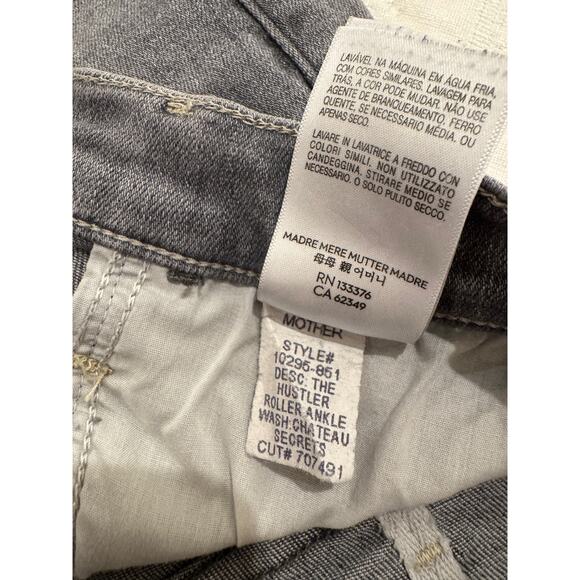 LAVÁVEL NA MÁQUINA EM ÁGUA FRIA,
COM CORES SIMILARES. LAVAGEM PARA
TRÁS, A COR PODE MUDAR. NÃO USE
AGENTE DE BRANQUEAMENTO. FERRO
QUENTE, SE NECESSARIO MÉDIA. OU
APENAS SECO.
LAVARE IN LAVATRICE A FREDDO CON
COLORI SIMILI. NON UTILIZZATO
CANDEGGINA. STIRARE MEDIO SE
NECESSARIO. O SOLO PULITO SECCO.
MADRE MERE MUTTER MADRE
母母 親 어머니
RN 133376
CA 62349
MOTHER
STYLE#
10295-851
DESC: THE
HUSTLER
ROLLER ANKLE
WASH: CHATEAU
SECRETS
CUT# 707491